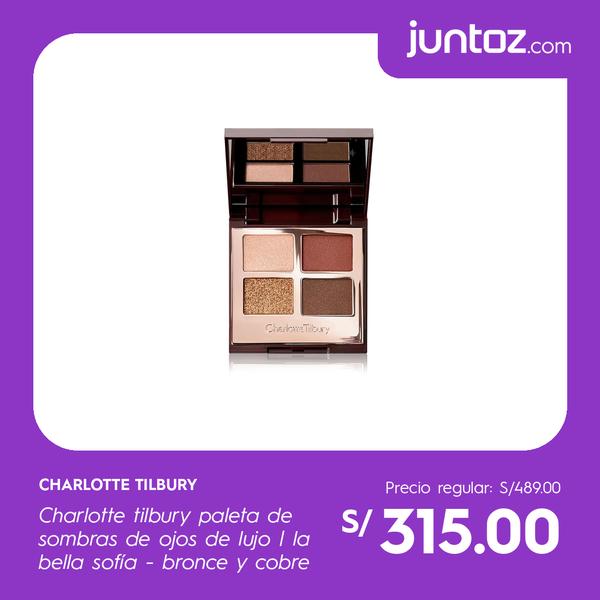 juntoz.com
CharlotteTilbury
CHARLOTTE TILBURY
Charlotte tilbury paleta de
sombras de ojos de lujo | la
bella sofía - bronce y cobre
Precio regular: S/489.00
S/ 315.00